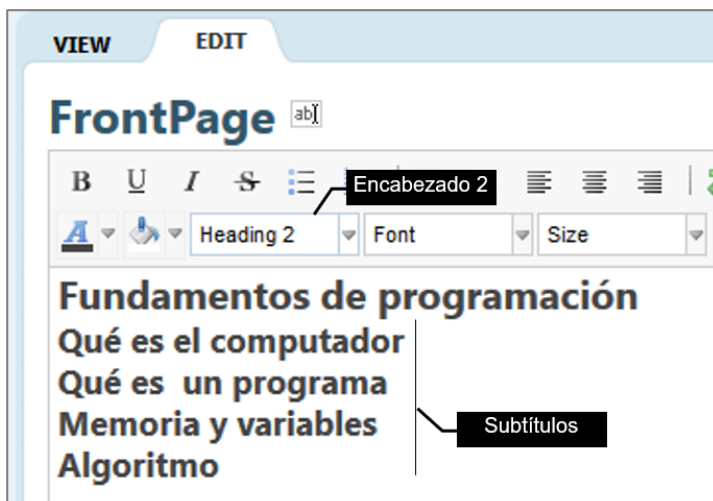 VIEW EDIT
FrontPage abI
B U I S Encabezado 2
A Heading 2 Font Size
Fundamentos de programación
Qué es el computador
Qué es  un programa
Memoria y variables
Subtítulos
Algoritmo